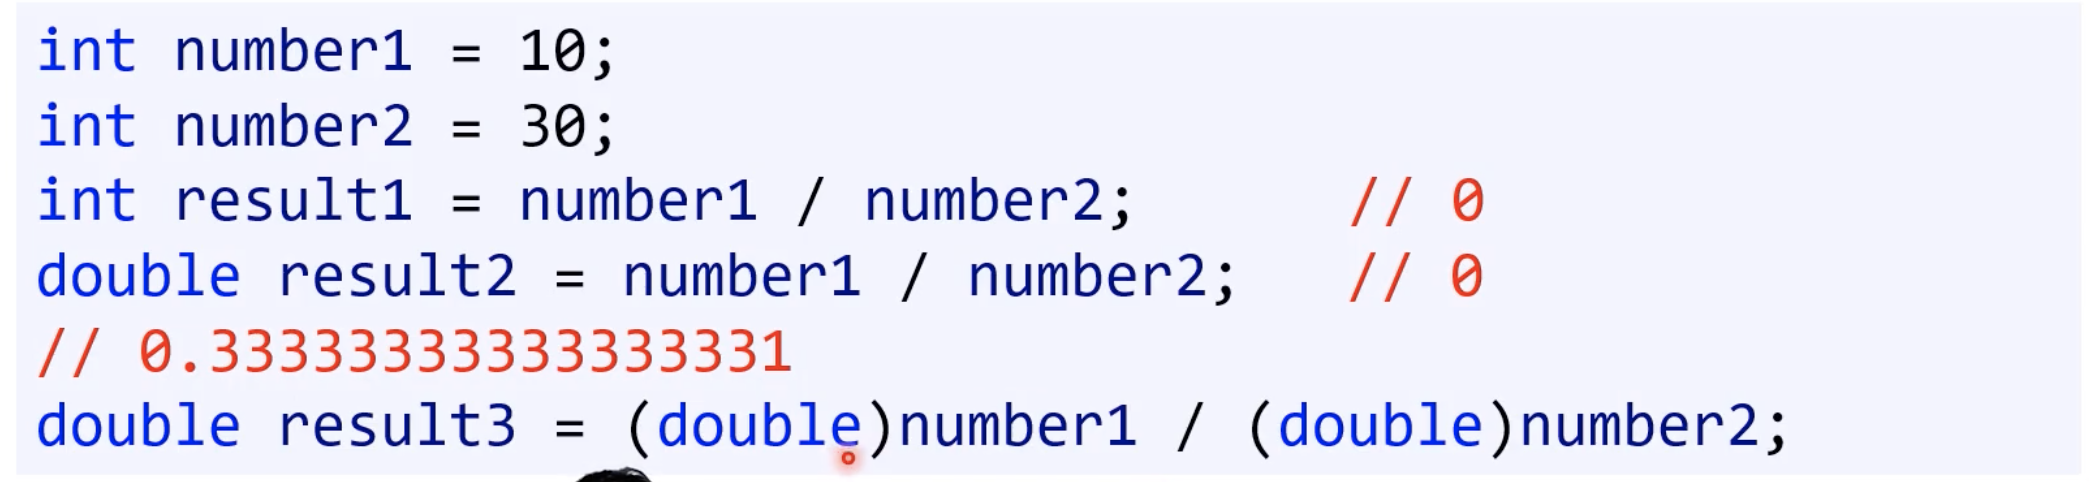 int number1 = 10;
int number2 = 30;
int result1 = number1 / number2; // 0
double result2 = number1 / number2; // 0
// 0.33333333333333331
double result3 = (double)number1 / (double)number2;